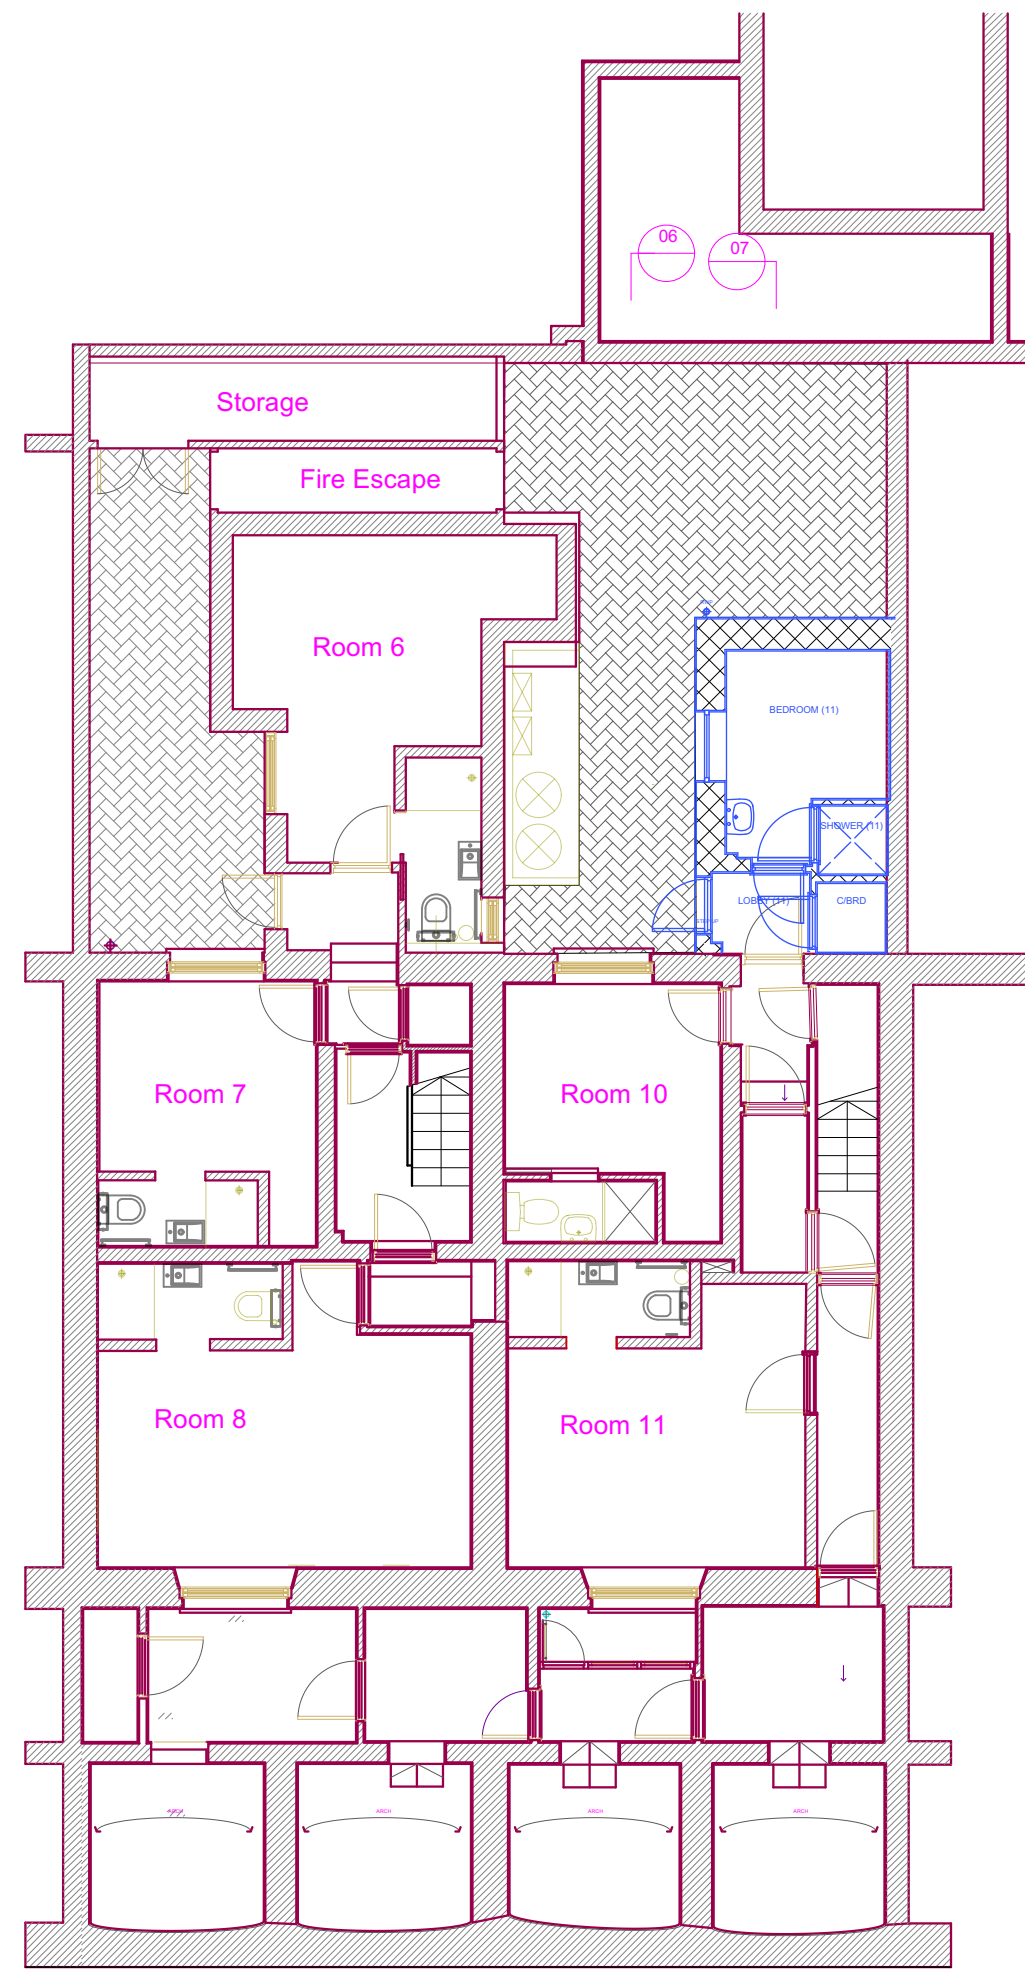 06
07
Storage
Fire Escape
Room 6
BEDROOM (11)
SHOWER (11)
LOBBY (11)
C/BRD
Room 7
Room 10
Room 8
Room 11
ARCH
ARCH
ARCH
ARCH